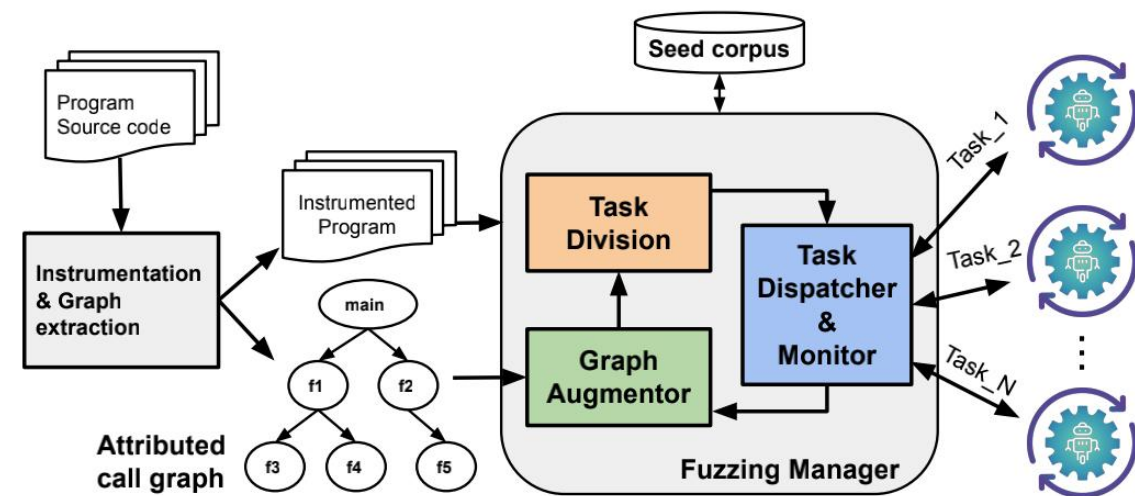 Seed corpus
Program
Source code
Instrumented
Program
Instrumentation
& Graph
extraction
main
f1
f2
f3
f4
f5
Attributed
call graph
Task
Division
Graph
Augmentor
Task
Dispatcher
&
Monitor
Fuzzing Manager
Task_1
Task_2
Task_N